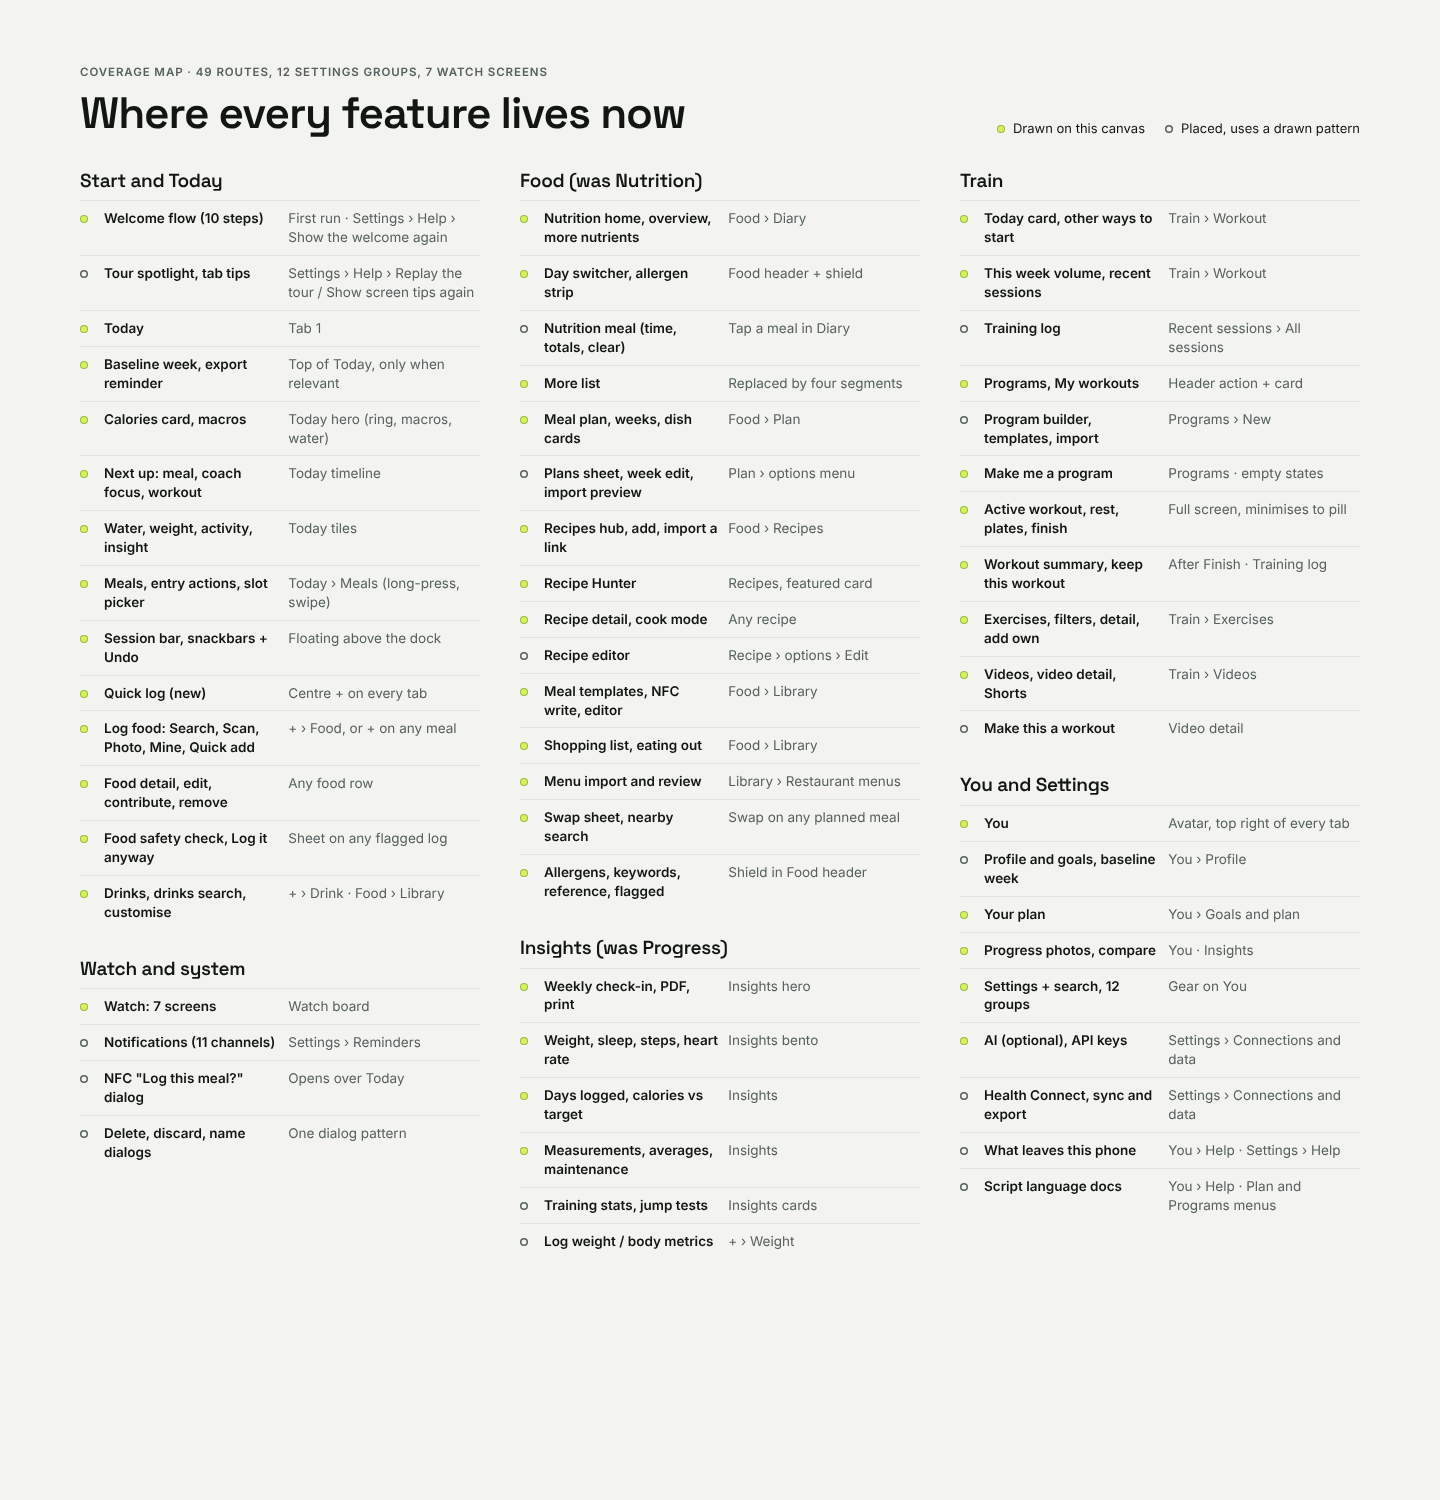 COVERAGE MAP · 49 ROUTES, 12 SETTINGS GROUPS, 7 WATCH SCREENS
Where every feature lives now
Drawn on this canvas
Placed, uses a drawn pattern
Start and Today
Welcome flow (10 steps)
First run · Settings › Help ›
Show the welcome again
Tour spotlight, tab tips
Settings › Help › Replay the
tour / Show screen tips again
Today
Tab 1
Baseline week, export
reminder
Top of Today, only when
relevant
Calories card, macros
Today hero (ring, macros,
water)
Next up: meal, coach
focus, workout
Today timeline
Water, weight, activity,
insight
Today tiles
Meals, entry actions, slot
picker
Today › Meals (long-press,
swipe)
Session bar, snackbars +
Undo
Floating above the dock
Quick log (new)
Centre + on every tab
Log food: Search, Scan,
Photo, Mine, Quick add
+ › Food, or + on any meal
Food detail, edit,
contribute, remove
Any food row
Food safety check, Log it
anyway
Sheet on any flagged log
Drinks, drinks search,
customise
+ › Drink · Food › Library
Watch and system
Watch: 7 screens
Watch board
Notifications (11 channels)
Settings › Reminders
NFC "Log this meal?"
dialog
Opens over Today
Delete, discard, name
dialogs
One dialog pattern
Food (was Nutrition)
Nutrition home, overview,
more nutrients
Food › Diary
Day switcher, allergen
strip
Food header + shield
Nutrition meal (time,
totals, clear)
Tap a meal in Diary
More list
Replaced by four segments
Meal plan, weeks, dish
cards
Food › Plan
Plans sheet, week edit,
import preview
Plan › options menu
Recipes hub, add, import a
link
Food › Recipes
Recipe Hunter
Recipes, featured card
Recipe detail, cook mode
Any recipe
Recipe editor
Recipe › options › Edit
Meal templates, NFC
write, editor
Food › Library
Shopping list, eating out
Food › Library
Menu import and review
Library › Restaurant menus
Swap sheet, nearby
search
Swap on any planned meal
Allergens, keywords,
reference, flagged
Shield in Food header
Insights (was Progress)
Weekly check-in, PDF,
print
Insights hero
Weight, sleep, steps, heart
rate
Insights bento
Days logged, calories vs
target
Insights
Measurements, averages,
maintenance
Insights
Training stats, jump tests
Insights cards
Log weight / body metrics
+ › Weight
Train
Today card, other ways to
start
Train › Workout
This week volume, recent
sessions
Train › Workout
Training log
Recent sessions › All
sessions
Programs, My workouts
Header action + card
Program builder,
templates, import
Programs › New
Make me a program
Programs · empty states
Active workout, rest,
plates, finish
Full screen, minimises to pill
Workout summary, keep
this workout
After Finish · Training log
Exercises, filters, detail,
add own
Train › Exercises
Videos, video detail,
Shorts
Train › Videos
Make this a workout
Video detail
You and Settings
You
Avatar, top right of every tab
Profile and goals, baseline
week
You › Profile
Your plan
You › Goals and plan
Progress photos, compare
You · Insights
Settings + search, 12
groups
Gear on You
AI (optional), API keys
Settings › Connections and
data
Health Connect, sync and
export
Settings › Connections and
data
What leaves this phone
You › Help · Settings › Help
Script language docs
You › Help · Plan and
Programs menus